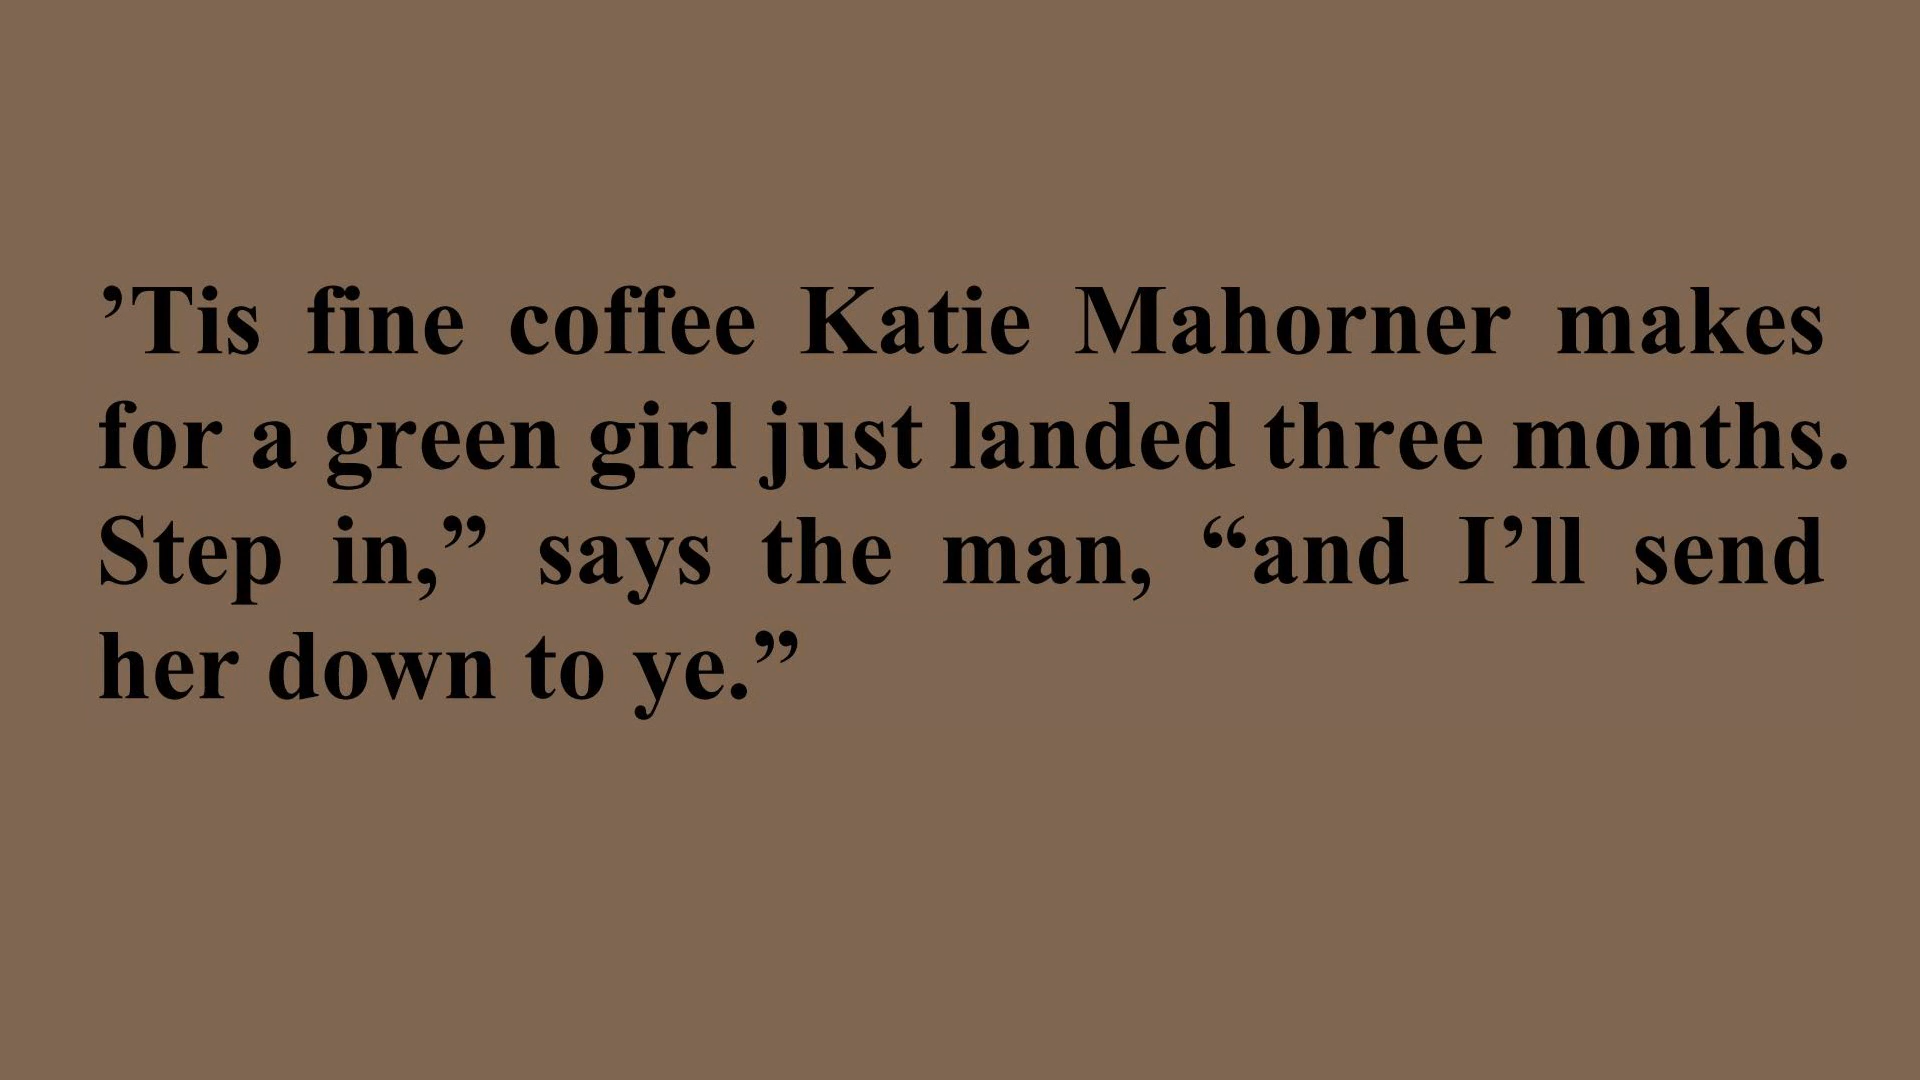 ’Tis fine coffee Katie Mahorner makes
for a green girl just landed three months.
Step in,” says the man, “and I’ll send
her down to ye.”